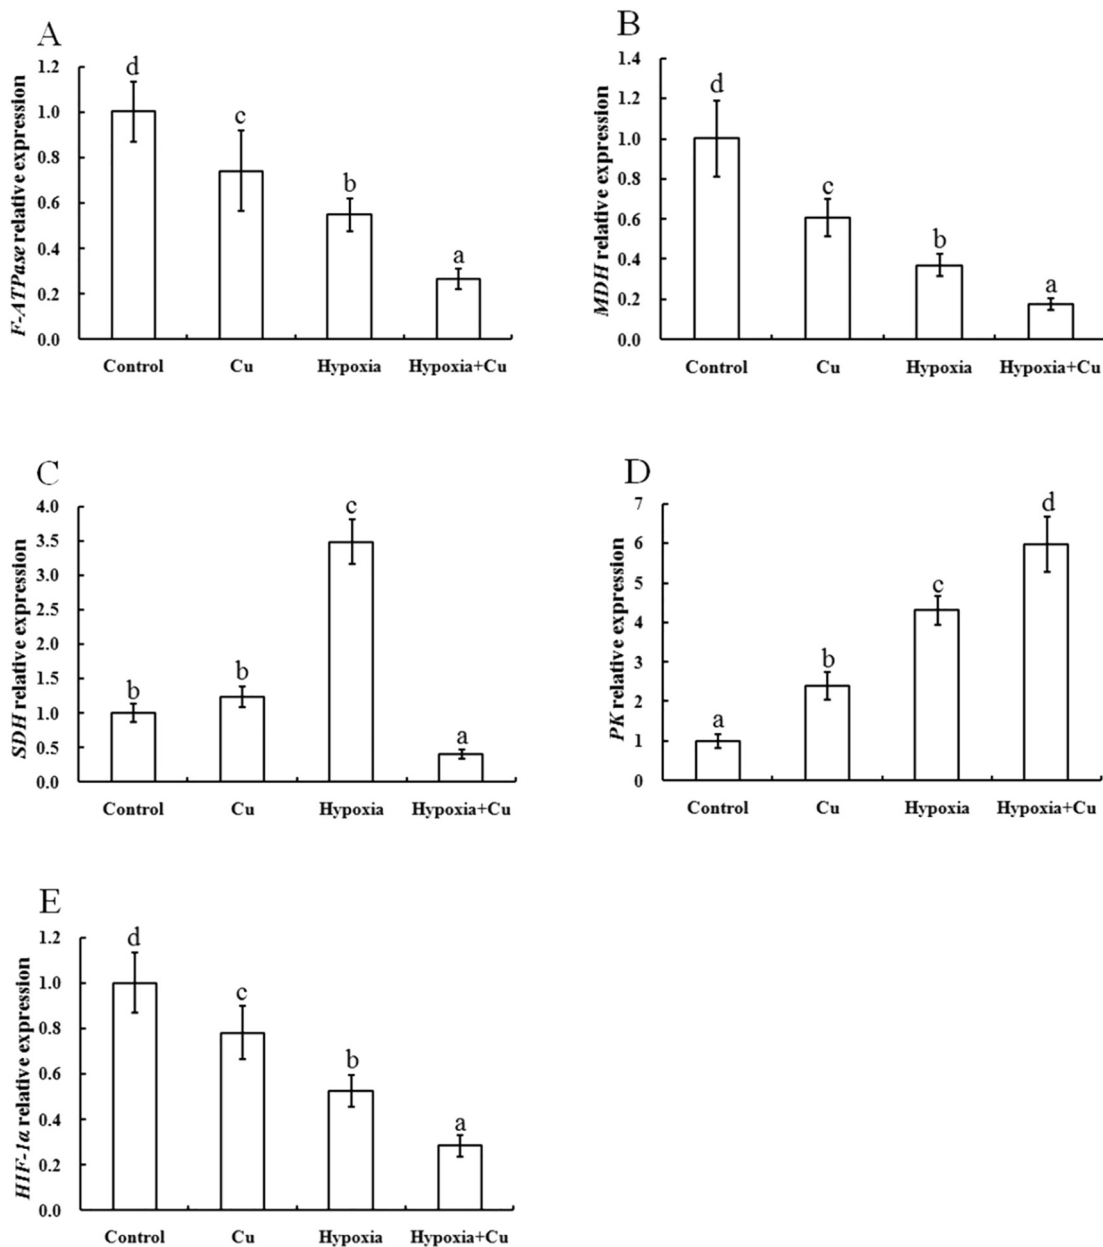 A
F-ATPase relative expression
1.2
1.0
0.8
0.6
0.4
0.2
0.0
d
c
b
a
Control Cu Hypoxia Hypoxia+Cu
B
MDH relative expression
1.4
1.2
1.0
0.8
0.6
0.4
0.2
0.0
d
c
b
a
Control Cu Hypoxia Hypoxia+Cu
C
SDH relative expression
4.0
3.5
3.0
2.5
2.0
1.5
1.0
0.5
0.0
b
b
c
a
Control Cu Hypoxia Hypoxia+Cu
D
PK relative expression
7
6
5
4
3
2
1
0
a
b
c
d
Control Cu Hypoxia Hypoxia+Cu
E
HIF-1α relative expression
1.2
1.0
0.8
0.6
0.4
0.2
0.0
d
c
b
a
Control Cu Hypoxia Hypoxia+Cu